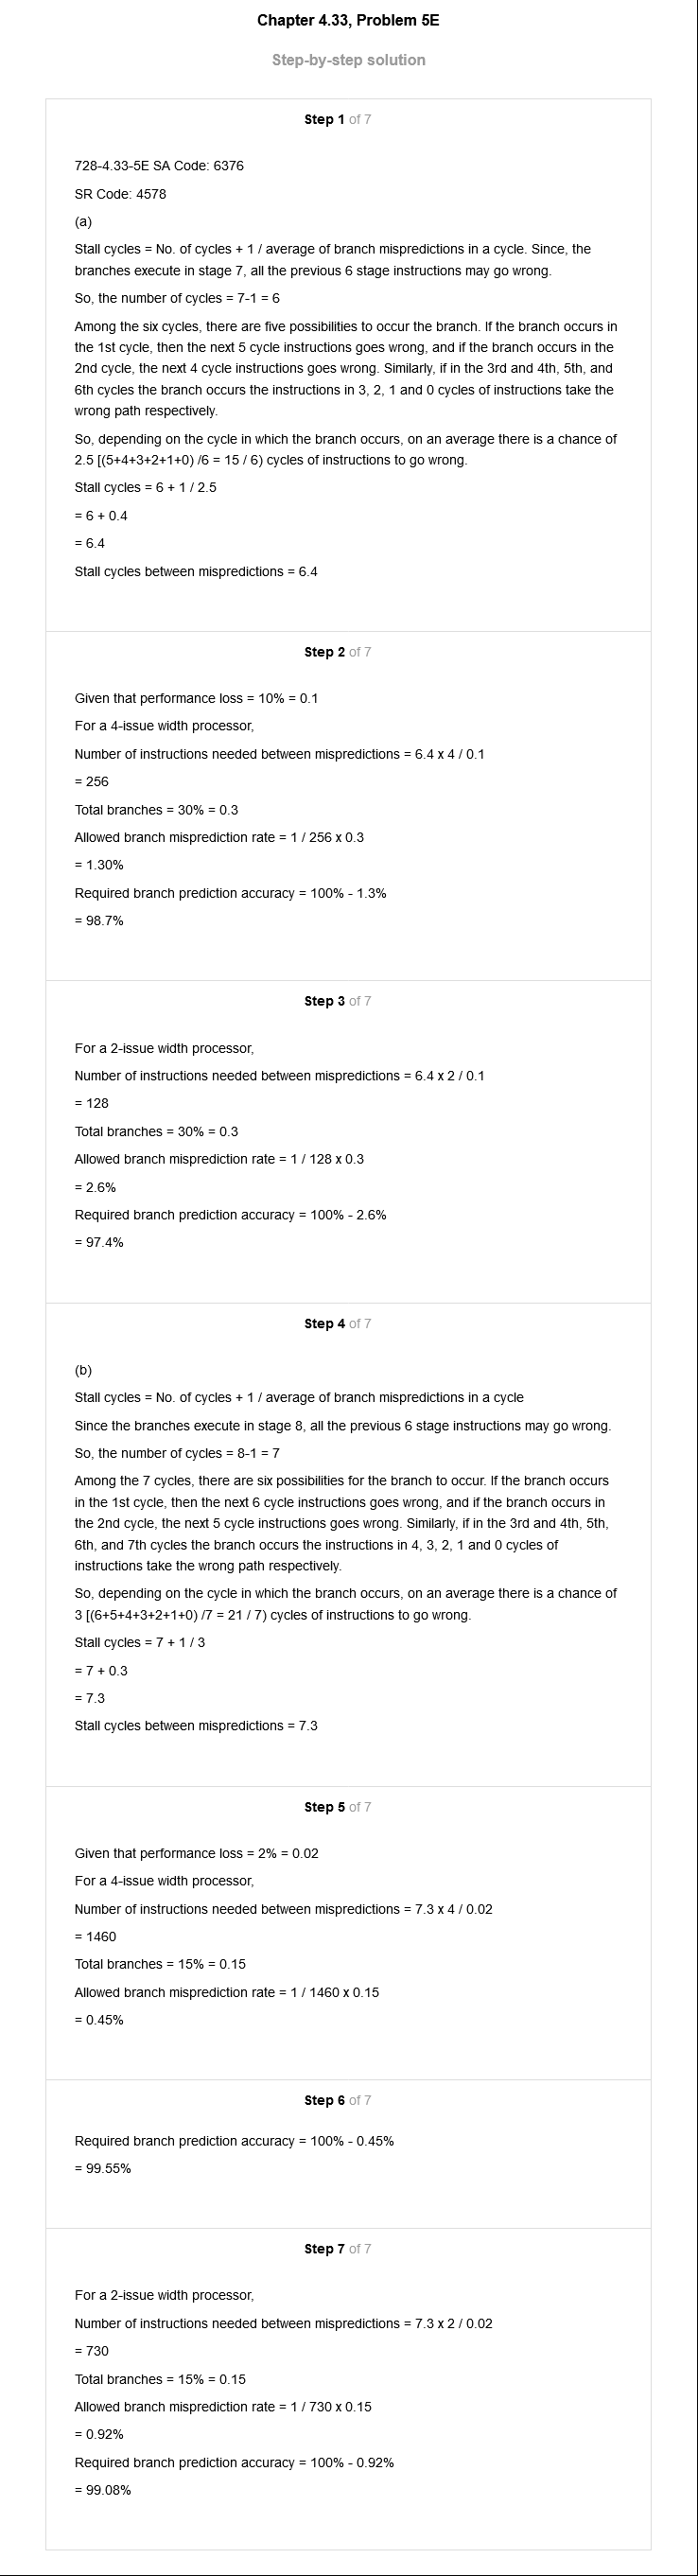 Chapter 4.33, Problem 5E
Step-by-step solution
Step 1 of 7
728-4.33-5E SA Code: 6376
SR Code: 4578
(a)
Stall cycles = No. of cycles + 1 / average of branch mispredictions in a cycle. Since, the
branches execute in stage 7, all the previous 6 stage instructions may go wrong.
So, the number of cycles = 7-1 = 6
Among the six cycles, there are five possibilities to occur the branch. If the branch occurs in
the 1st cycle, then the next 5 cycle instructions goes wrong, and if the branch occurs in the
2nd cycle, the next 4 cycle instructions goes wrong. Similarly, if in the 3rd and 4th, 5th, and
6th cycles the branch occurs the instructions in 3, 2, 1 and 0 cycles of instructions take the
wrong path respectively.
So, depending on the cycle in which the branch occurs, on an average there is a chance of
2.5 [(5+4+3+2+1+0) /6 = 15 / 6) cycles of instructions to go wrong.
Stall cycles = 6 + 1 / 2.5
= 6 + 0.4
= 6.4
Stall cycles between mispredictions = 6.4
Step 2 of 7
Given that performance loss = 10% = 0.1
For a 4-issue width processor,
Number of instructions needed between mispredictions = 6.4 x 4 / 0.1
= 256
Total branches = 30% = 0.3
Allowed branch misprediction rate = 1 / 256 x 0.3
= 1.30%
Required branch prediction accuracy = 100% - 1.3%
= 98.7%
Step 3 of 7
For a 2-issue width processor,
Number of instructions needed between mispredictions = 6.4 x 2 / 0.1
= 128
Total branches = 30% = 0.3
Allowed branch misprediction rate = 1 / 128 x 0.3
= 2.6%
Required branch prediction accuracy = 100% - 2.6%
= 97.4%
Step 4 of 7
(b)
Stall cycles = No. of cycles + 1 / average of branch mispredictions in a cycle
Since the branches execute in stage 8, all the previous 6 stage instructions may go wrong.
So, the number of cycles = 8-1 = 7
Among the 7 cycles, there are six possibilities for the branch to occur. If the branch occurs
in the 1st cycle, then the next 6 cycle instructions goes wrong, and if the branch occurs in
the 2nd cycle, the next 5 cycle instructions goes wrong. Similarly, if in the 3rd and 4th, 5th,
6th, and 7th cycles the branch occurs the instructions in 4, 3, 2, 1 and 0 cycles of
instructions take the wrong path respectively.
So, depending on the cycle in which the branch occurs, on an average there is a chance of
3 [(6+5+4+3+2+1+0) /7 = 21 / 7) cycles of instructions to go wrong.
Stall cycles = 7 + 1 / 3
= 7 + 0.3
= 7.3
Stall cycles between mispredictions = 7.3
Step 5 of 7
Given that performance loss = 2% = 0.02
For a 4-issue width processor,
Number of instructions needed between mispredictions = 7.3 x 4 / 0.02
= 1460
Total branches = 15% = 0.15
Allowed branch misprediction rate = 1 / 1460 x 0.15
= 0.45%
Step 6 of 7
Required branch prediction accuracy = 100% - 0.45%
= 99.55%
Step 7 of 7
For a 2-issue width processor,
Number of instructions needed between mispredictions = 7.3 x 2 / 0.02
= 730
Total branches = 15% = 0.15
Allowed branch misprediction rate = 1 / 730 x 0.15
= 0.92%
Required branch prediction accuracy = 100% - 0.92%
= 99.08%